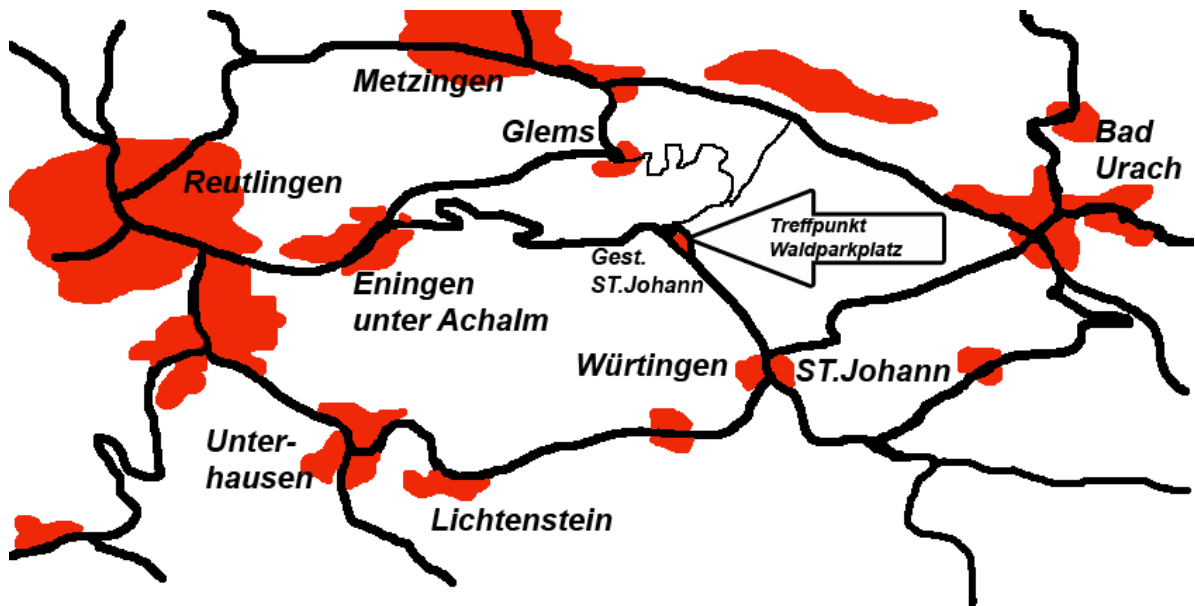 Metzingen
Glems
Bad
Urach
Reutlingen
Treffpunkt
Waldparkplatz
Gest.
ST.Johann
Eningen
unter Achalm
Würtingen
ST.Johann
Unter-
hausen
Lichtenstein